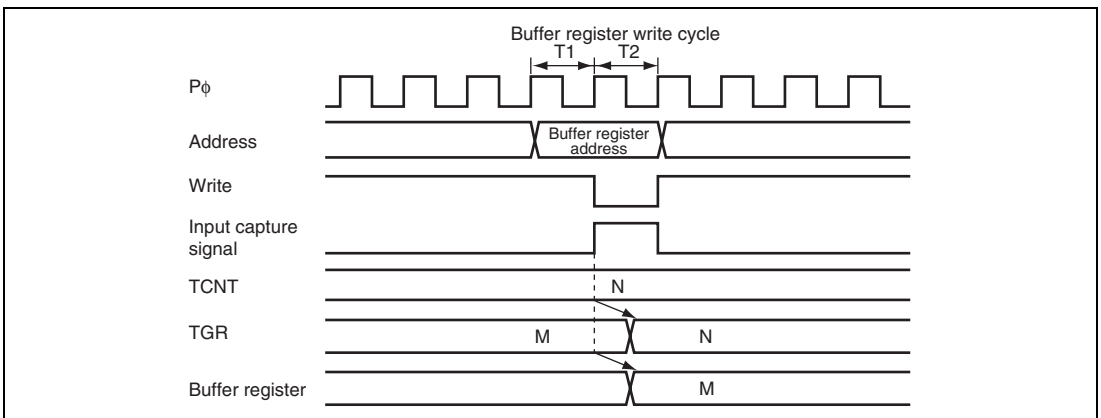 Buffer register write cycle
T1 T2
Pϕ
Address Buffer register
address
Write
Input capture
signal
TCNT N
TGR M N
Buffer register M